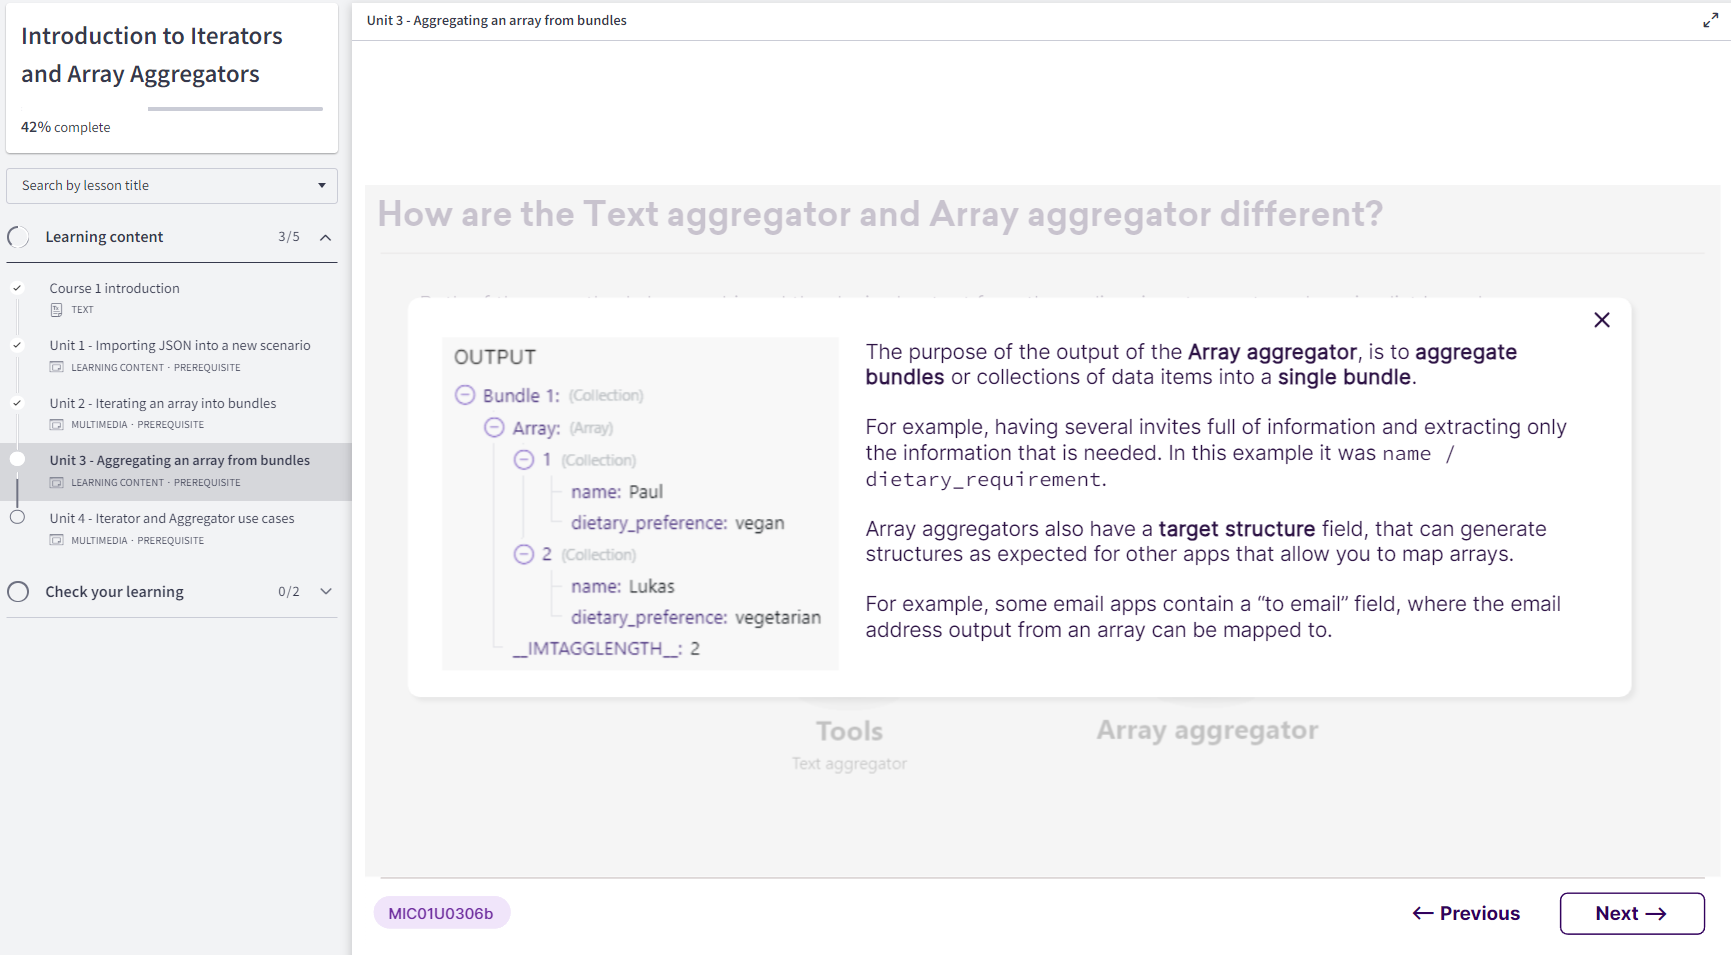 Introduction to Iterators
and Array Aggregators
42% complete
Search by lesson title
Learning content 3/5
Course 1 introduction
TEXT
Unit 1 - Importing JSON into a new scenario
LEARNING CONTENT · PREREQUISITE
Unit 2 - Iterating an array into bundles
MULTIMEDIA · PREREQUISITE
Unit 3 - Aggregating an array from bundles
LEARNING CONTENT · PREREQUISITE
Unit 4 - Iterator and Aggregator use cases
MULTIMEDIA · PREREQUISITE
Check your learning 0/2
Unit 3 - Aggregating an array from bundles
How are the Text aggregator and Array aggregator different?
OUTPUT
Bundle 1: (Collection)
Array: (Array)
1 (Collection)
name: Paul
dietary_preference: vegan
2 (Collection)
name: Lukas
dietary_preference: vegetarian
__IMTAGGLENGTH__: 2
The purpose of the output of the Array aggregator, is to aggregate
bundles or collections of data items into a single bundle.
For example, having several invites full of information and extracting only
the information that is needed. In this example it was name /
dietary_requirement.
Array aggregators also have a target structure field, that can generate
structures as expected for other apps that allow you to map arrays.
For example, some email apps contain a “to email” field, where the email
address output from an array can be mapped to.
Tools
Text aggregator
Array aggregator
MIC01U0306b
← Previous
Next →